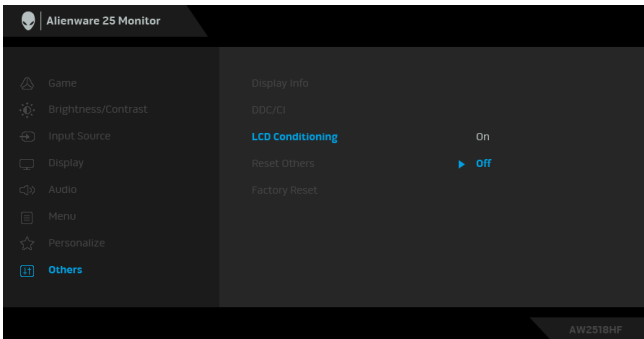 Alienware 25 Monitor
Game
Brightness/Contrast
Input Source
Display
Audio
Menu
Personalize
Others
Display Info
DDC/CI
LCD Conditioning On
Reset Others Off
Factory Reset
AW2518HF